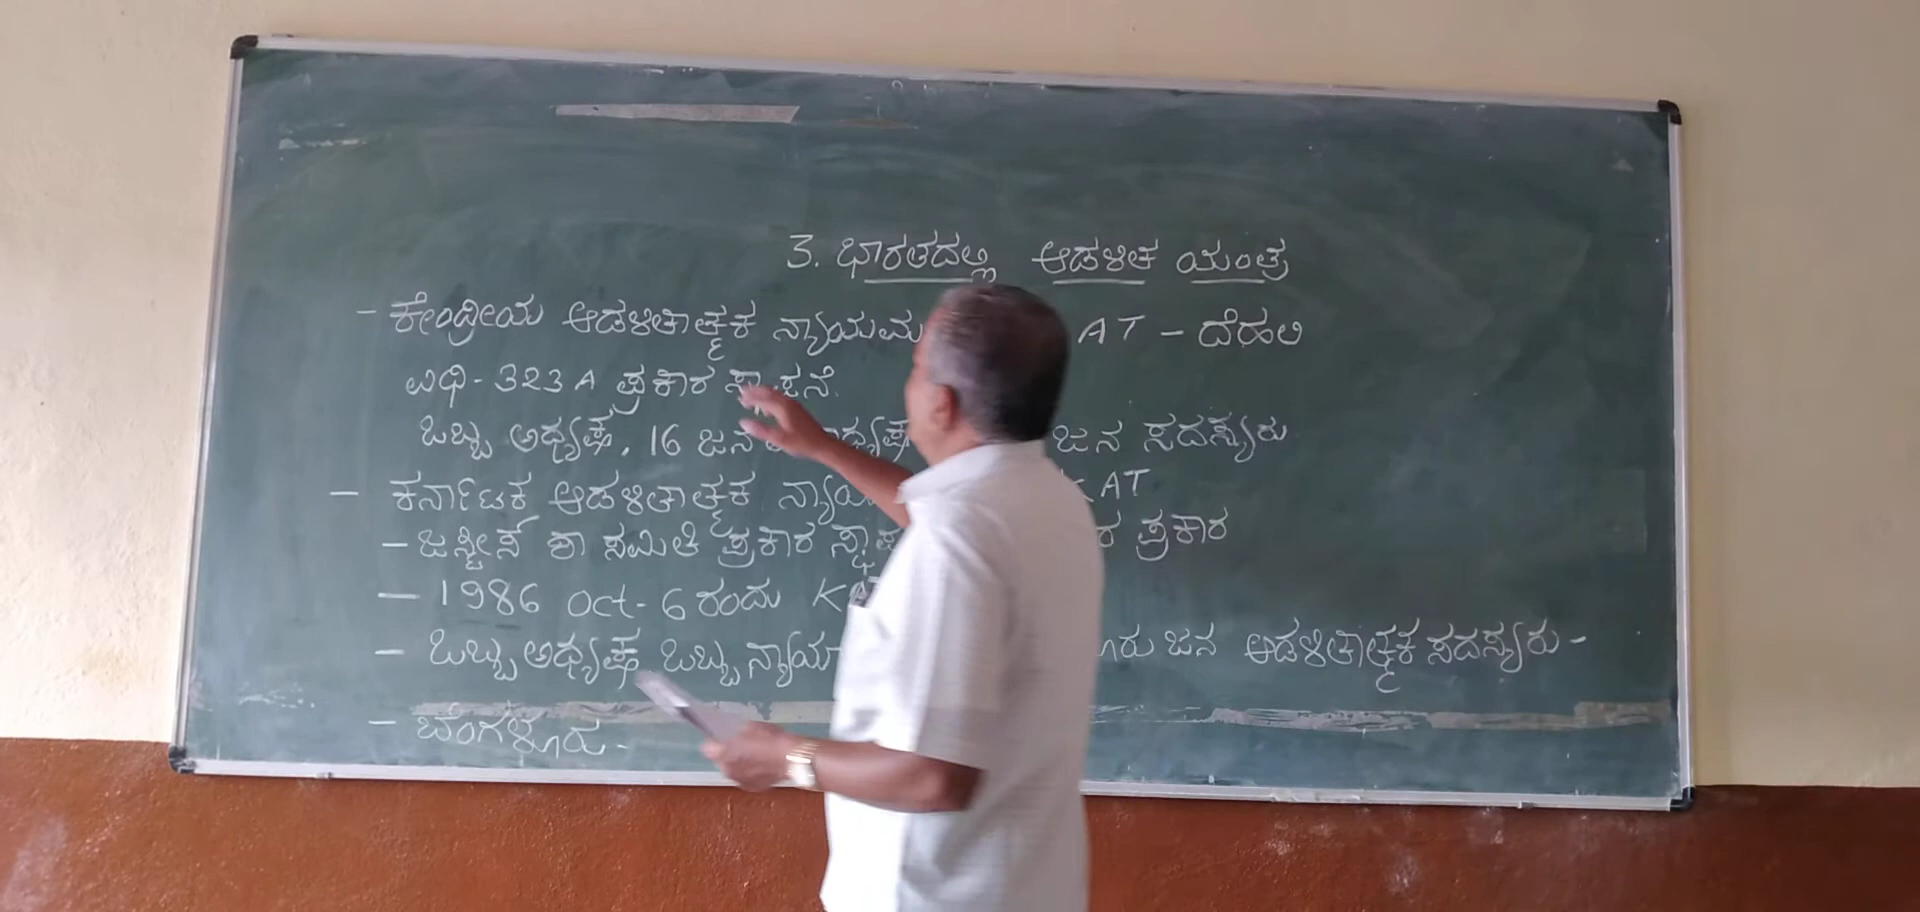 3. ಭಾರತದಲ್ಲಿ ಆಡಳಿತ ಯಂತ್ರ
- ಕೇಂದ್ರೀಯ ಆಡಳಿತಾತ್ಮಕ ನ್ಯಾಯಮ AT - ದೆಹಲಿ
ವಿಧಿ - 323 A ಪ್ರಕಾರ ಸ್ಥಾಪನೆ.
ಒಬ್ಬ ಅಧ್ಯಕ್ಷ, 16 ಜನ ಜನ ಸದಸ್ಯರು
- ಕರ್ನಾಟಕ ಆಡಳಿತಾತ್ಮಕ ನ್ಯಾಯ AT
- ಜಸ್ಟೀಸ್ ಶಾ ಸಮಿತಿ ಪ್ರಕಾರ ಸ್ಥಾಪ ರ ಪ್ರಕಾರ
- 1986 oct - 6 ರಂದು
- ಒಬ್ಬ ಅಧ್ಯಕ್ಷ ಒಬ್ಬ ನ್ಯಾಯಾ ರು ಜನ ಆಡಳಿತಾತ್ಮಕ ಸದಸ್ಯರು -
- ಬೆಂಗಳೂರು -